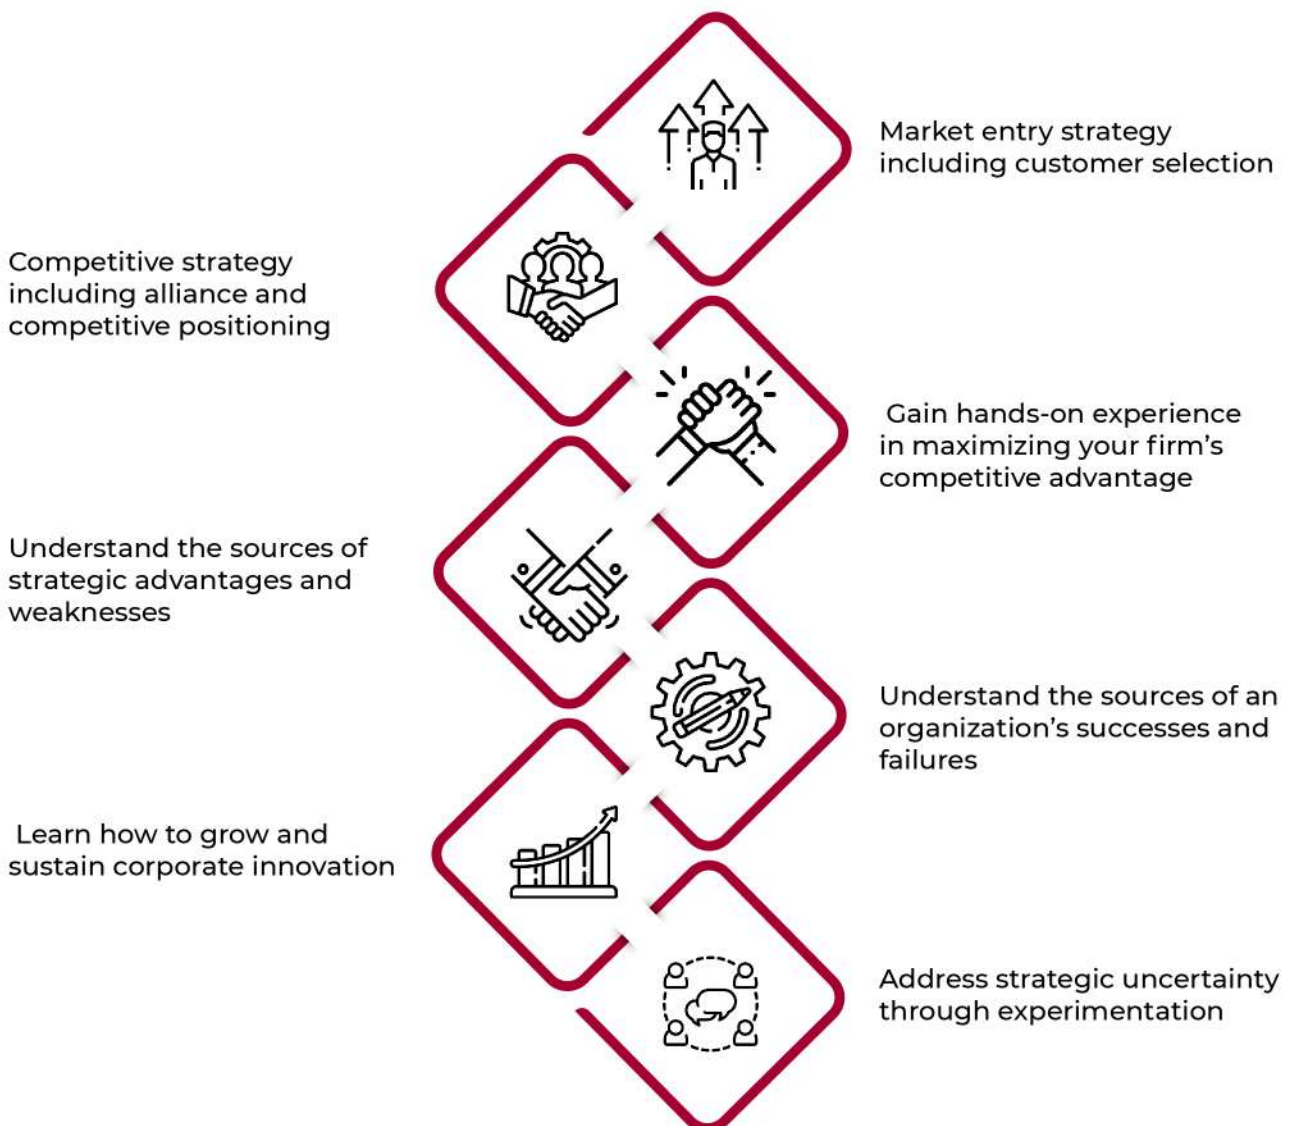 Market entry strategy
including customer selection
Competitive strategy
including alliance and
competitive positioning
Gain hands-on experience
in maximizing your firm’s
competitive advantage
Understand the sources of
strategic advantages and
weaknesses
Understand the sources of an
organization’s successes and
failures
Learn how to grow and
sustain corporate innovation
Address strategic uncertainty
through experimentation